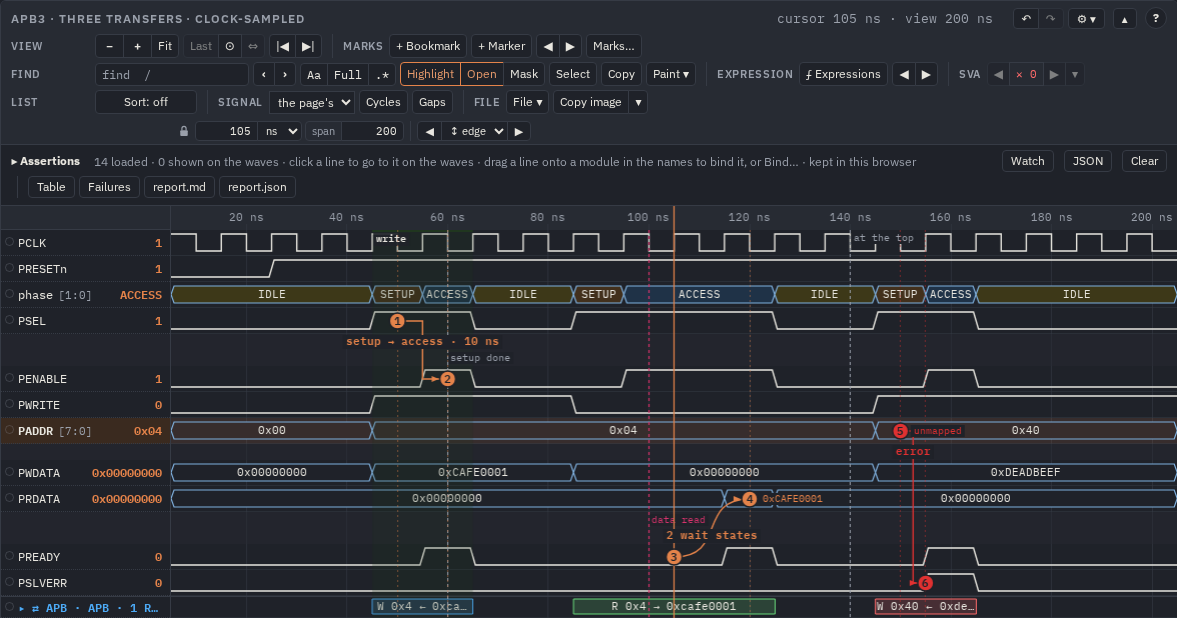 APB3 · THREE TRANSFERS · CLOCK-SAMPLED cursor 105 ns · view 200 ns ↶ ↷ ⚙▾ ▲ ?
VIEW − + Fit Last ⊙ ⇔ |◀ ▶| MARKS + Bookmark + Marker ◀ ▶ Marks…
FIND find / ‹ › Aa Full .* Highlight Open Mask Select Copy Paint ▾ EXPRESSION ƒ Expressions ◀ ▶ SVA ◀ × 0 ▶ ▾
LIST Sort: off SIGNAL the page's Cycles Gaps FILE File ▾ Copy image ▾
105 ns span 200 ◀ ↕ edge ▶
▸ Assertions 14 loaded · 0 shown on the waves · click a line to go to it on the waves · drag a line onto a module in the names to bind it, or Bind… · kept in this browser Watch JSON Clear
Table Failures report.md report.json
20 ns 40 ns 60 ns 80 ns 100 ns 120 ns 140 ns 160 ns 180 ns 200 ns
PCLK 1 write at the top
PRESETn 1
phase [1:0] ACCESS IDLE SETUP ACCESS IDLE SETUP ACCESS IDLE SETUP ACCESS IDLE
PSEL 1 1
setup → access · 10 ns
setup done
PENABLE 1 2
PWRITE 0
PADDR [7:0] 0x04 0x00 0x04 5 unmapped 0x40
error
PWDATA 0x00000000 0x00000000 0xCAFE0001 0x00000000 0xDEADBEEF
PRDATA 0x00000000 0x00000000 4 0xCAFE0001 0x00000000
data read
2 wait states
PREADY 0 3
PSLVERR 0 6
▸ ⇄ APB · APB · 1 R… W 0x4 ← 0xca… R 0x4 → 0xcafe0001 W 0x40 ← 0xde…